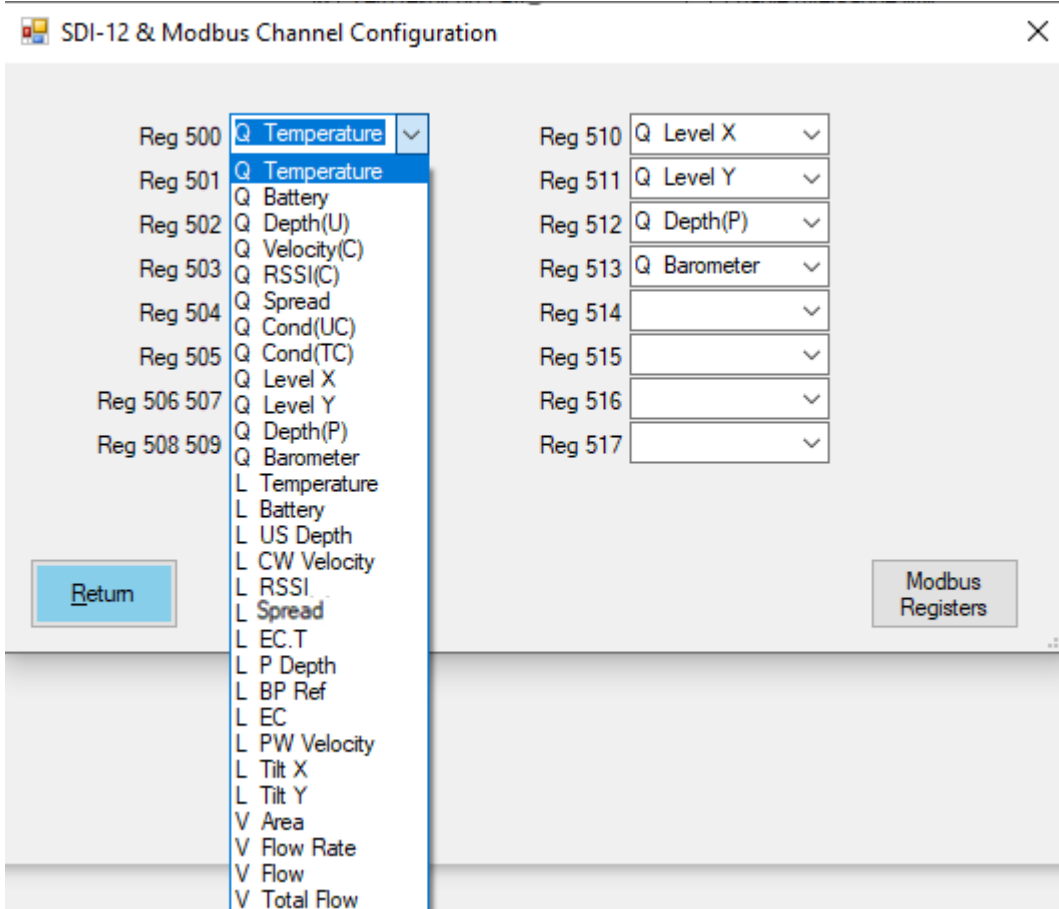 SDI-12 & Modbus Channel Configuration
Reg 500 Q Temperature
Reg 501
Reg 502
Reg 503
Reg 504
Reg 505
Reg 506 507
Reg 508 509
Q Temperature
Q Battery
Q Depth(U)
Q Velocity(C)
Q RSSI(C)
Q Spread
Q Cond(UC)
Q Cond(TC)
Q Level X
Q Level Y
Q Depth(P)
Q Barometer
L Temperature
L Battery
L US Depth
L CW Velocity
L RSSI
L Spread
L EC.T
L P Depth
L BP Ref
L EC
L PW Velocity
L Tilt X
L Tilt Y
V Area
V Flow Rate
V Flow
V Total Flow
Reg 510 Q Level X
Reg 511 Q Level Y
Reg 512 Q Depth(P)
Reg 513 Q Barometer
Reg 514
Reg 515
Reg 516
Reg 517
Return
Modbus
Registers